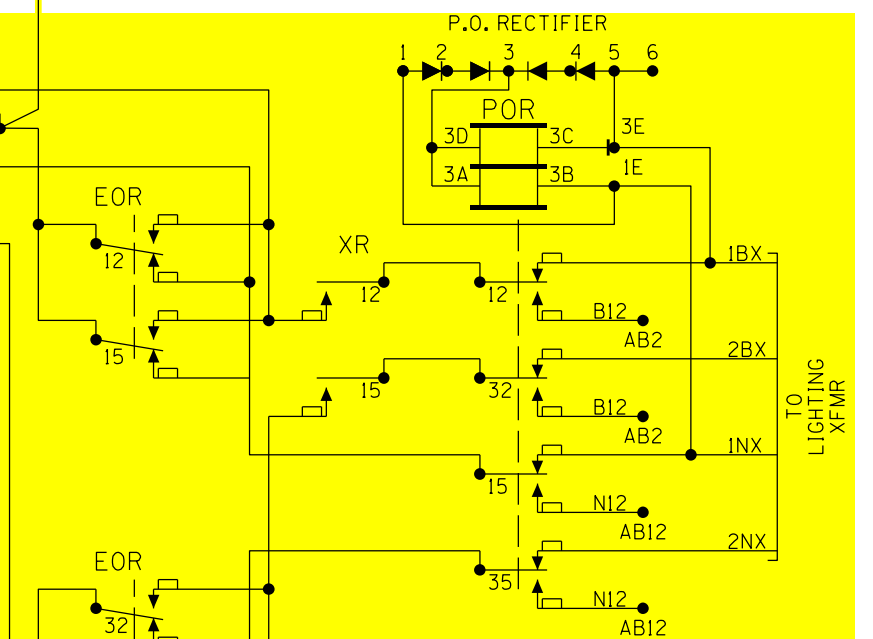 P.O. RECTIFIER
1 2 3 4 5 6
POR
3D 3C 3E
3A 3B 1E
EOR
XR
12
12 12
1BX
B12
AB2
15
15 32
2BX
B12
AB2
TO
LIGHTING
XFMR
15
1NX
N12
AB12
EOR
35
2NX
32
N12
AB12